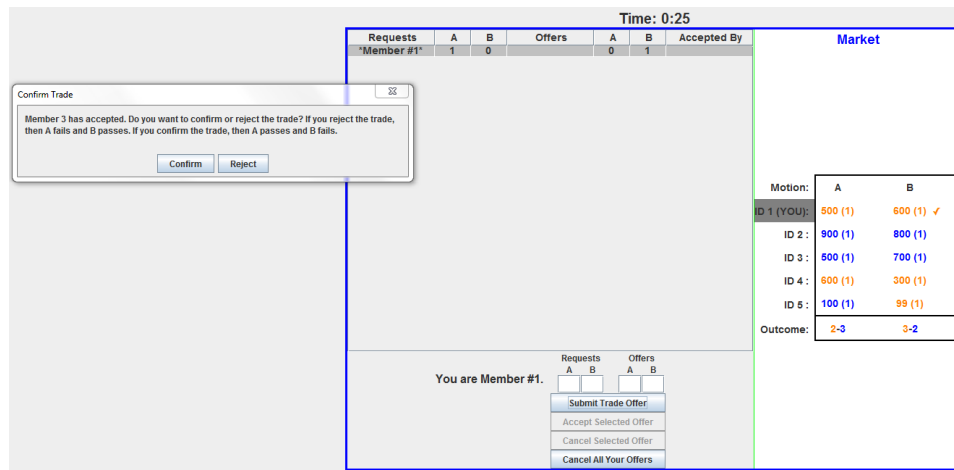 Time: 0:25
Requests A B Offers A B Accepted By
*Member #1* 1 0 0 1
Market
Confirm Trade
Member 3 has accepted. Do you want to confirm or reject the trade? If you reject the trade,
then A fails and B passes. If you confirm the trade, then A passes and B fails.
Confirm Reject
Motion: A B
ID 1 (YOU): 500 (1) 600 (1) ✓
ID 2 : 900 (1) 800 (1)
ID 3 : 500 (1) 700 (1)
ID 4 : 600 (1) 300 (1)
ID 5 : 100 (1) 99 (1)
Outcome: 2-3 3-2
Requests Offers
A B A B
You are Member #1.
Submit Trade Offer
Accept Selected Offer
Cancel Selected Offer
Cancel All Your Offers